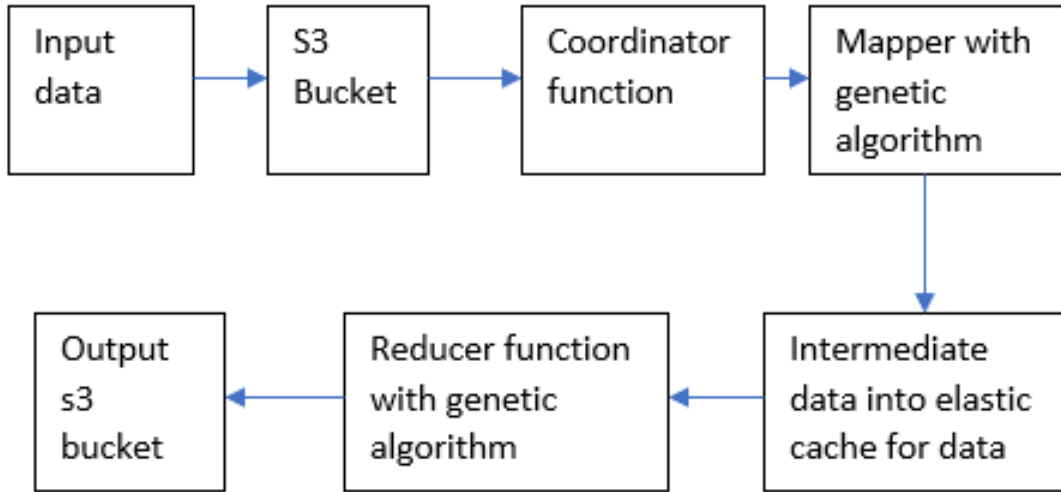 Input
data
S3
Bucket
Coordinator
function
Mapper with
genetic
algorithm
Output
s3
bucket
Reducer function
with genetic
algorithm
Intermediate
data into elastic
cache for data